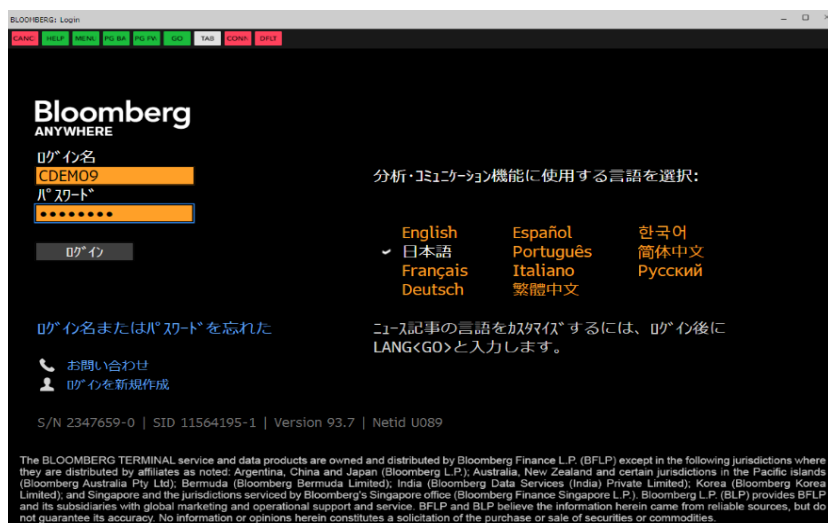 BLOOMBERG: Login
CANC HELP MENU PG BA PG FW GO TAB CONN DFLT
Bloomberg
ANYWHERE
ﾛｸﾞｲﾝ名
CDEMO9
ﾊﾟｽﾜｰﾄﾞ
ﾛｸﾞｲﾝ
ﾛｸﾞｲﾝ名またはﾊﾟｽﾜｰﾄﾞを忘れた
お問い合わせ
ﾛｸﾞｲﾝを新規作成
分析･ｺﾐｭﾆｹｰｼｮﾝ機能に使用する言語を選択:
English Español 한국어
日本語 Português 简体中文
Français Italiano Русский
Deutsch 繁體中文
ﾆｭｰｽ記事の言語をｶｽﾀﾏｲｽﾞするには、ﾛｸﾞｲﾝ後に
LANG<GO>と入力します。
S/N 2347659-0 | SID 11564195-1 | Version 93.7 | Netid U089
The BLOOMBERG TERMINAL service and data products are owned and distributed by Bloomberg Finance L.P. (BFLP) except in the following jurisdictions where
they are distributed by affiliates as noted: Argentina, China and Japan (Bloomberg L.P.); Australia, New Zealand and certain jurisdictions in the Pacific islands
(Bloomberg Australia Pty Ltd); Bermuda (Bloomberg Bermuda Limited); India (Bloomberg Data Services (India) Private Limited); Korea (Bloomberg Korea
Limited); and Singapore and the jurisdictions serviced by Bloomberg's Singapore office (Bloomberg Finance Singapore L.P.). Bloomberg L.P. (BLP) provides BFLP
and its subsidiaries with global marketing and operational support and service. BFLP and BLP believe the information herein came from reliable sources, but do
not guarantee its accuracy. No information or opinions herein constitutes a solicitation of the purchase or sale of securities or commodities.